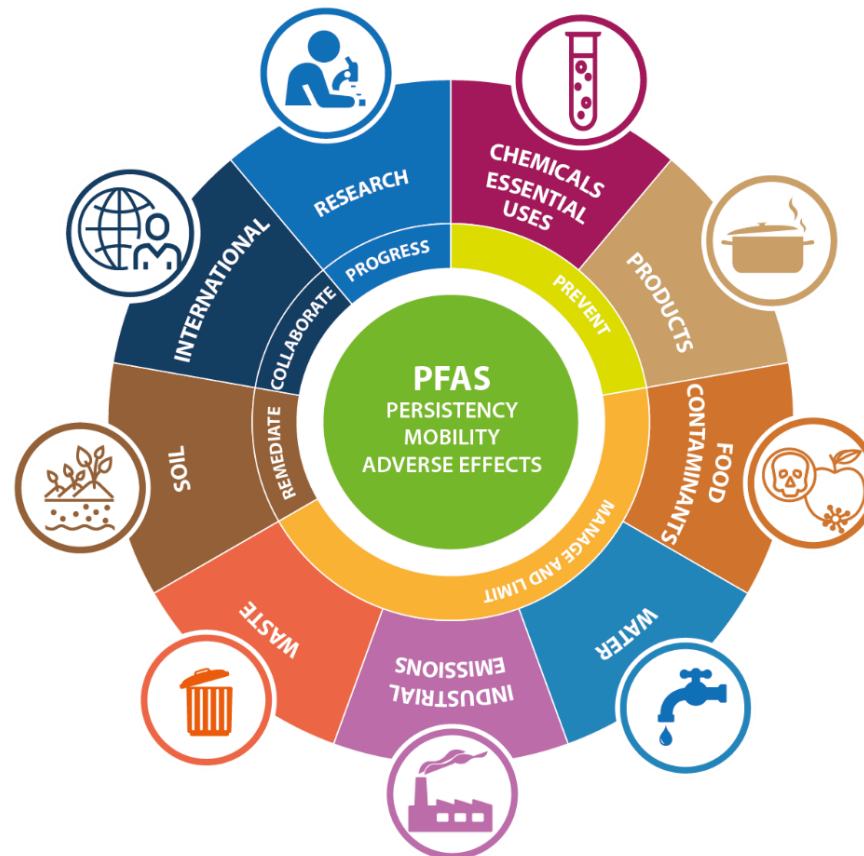 PFAS
PERSISTENCY
MOBILITY
ADVERSE EFFECTS
PREVENT
MANAGE AND LIMIT
REMEDIATE
COLLABORATE
PROGRESS
CHEMICALS
ESSENTIAL
USES
PRODUCTS
FOOD
CONTAMINANTS
WATER
INDUSTRIAL
EMISSIONS
WASTE
SOIL
INTERNATIONAL
RESEARCH